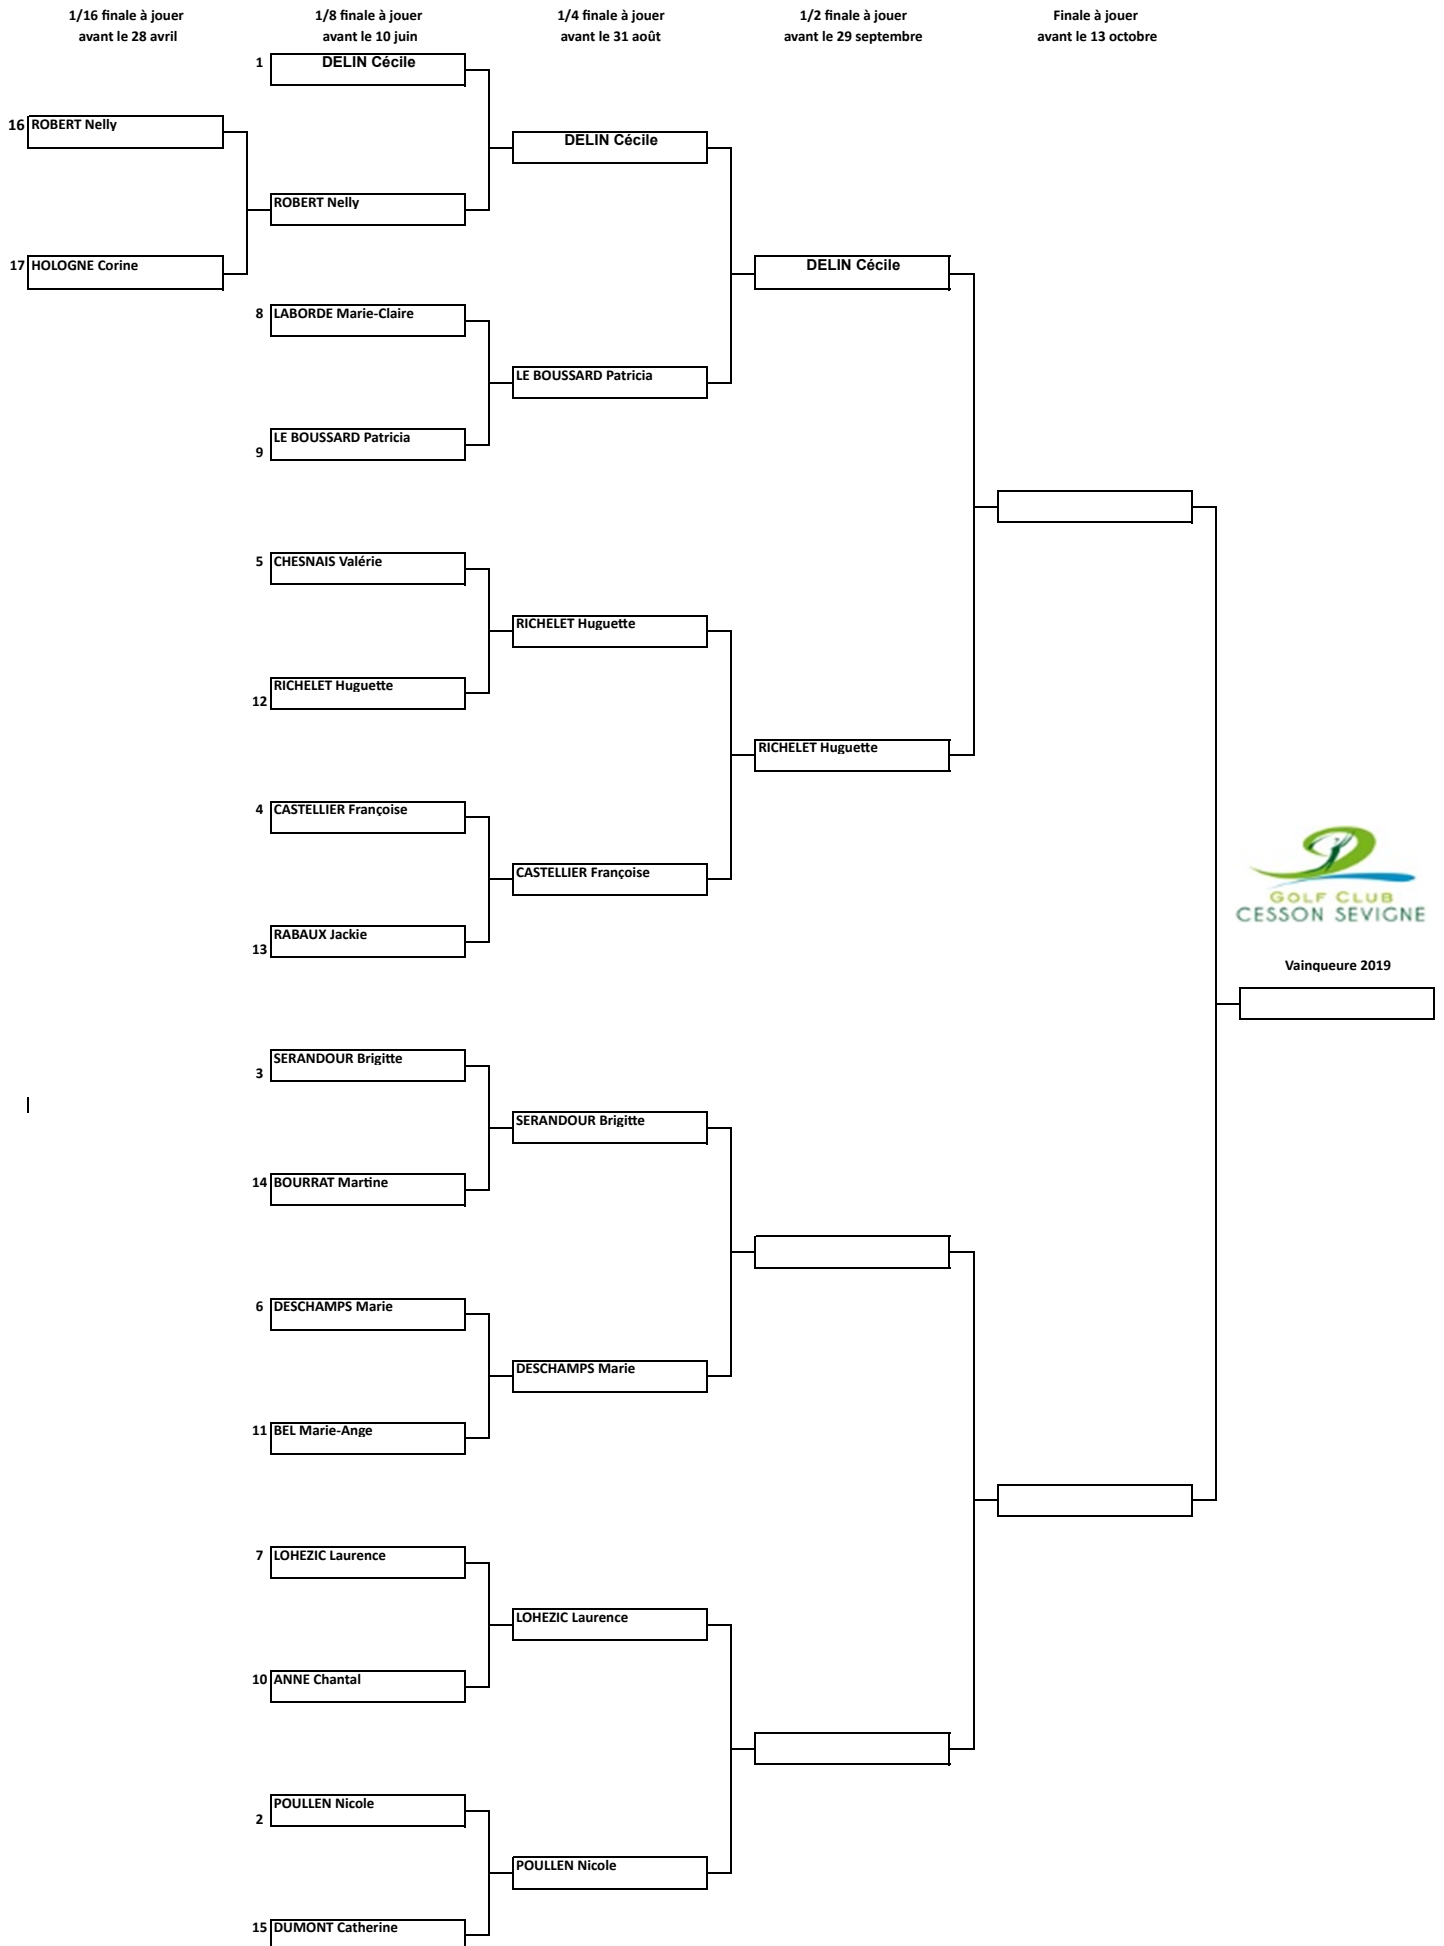 1/16 finale à jouer
avant le 28 avril
1/8 finale à jouer
avant le 10 juin
1/4 finale à jouer
avant le 31 août
1/2 finale à jouer
avant le 29 septembre
Finale à jouer
avant le 13 octobre
1 DELIN Cécile
16 ROBERT Nelly
DELIN Cécile
ROBERT Nelly
17 HOLOGNE Corine
DELIN Cécile
8 LABORDE Marie-Claire
LE BOUSSARD Patricia
9 LE BOUSSARD Patricia
5 CHESNAIS Valérie
RICHELET Huguette
12 RICHELET Huguette
RICHELET Huguette
4 CASTELLIER Françoise
CASTELLIER Françoise
13 RABAUX Jackie
GOLF CLUB
CESSON SEVIGNE
Vainqueure 2019
3 SERANDOUR Brigitte
SERANDOUR Brigitte
14 BOURRAT Martine
6 DESCHAMPS Marie
DESCHAMPS Marie
11 BEL Marie-Ange
7 LOHEZIC Laurence
LOHEZIC Laurence
10 ANNE Chantal
2 POULLEN Nicole
POULLEN Nicole
15 DUMONT Catherine